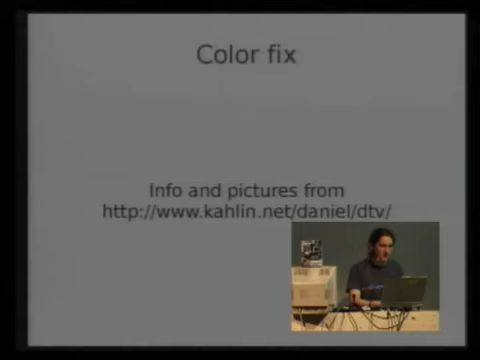 Color fix
Info and pictures from
http://www.kahlin.net/daniel/dtv/